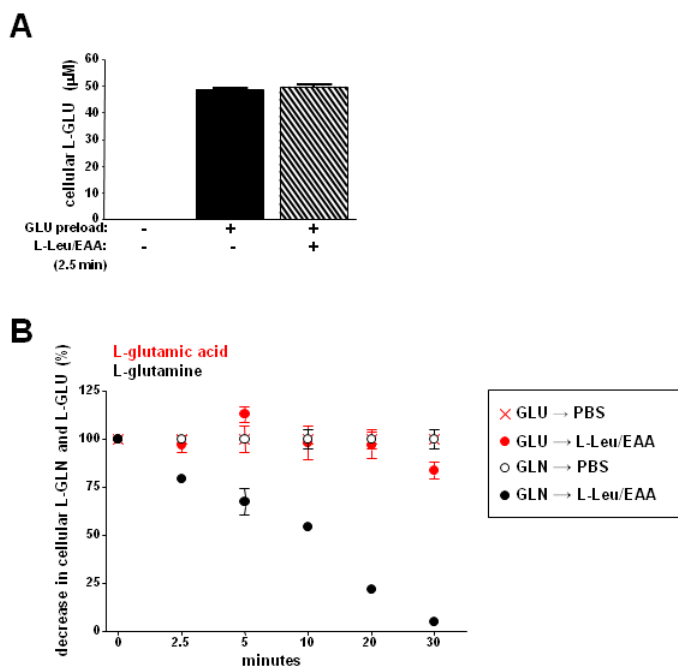 A
cellular L-GLU (µM)
60
50
40
30
20
10
0
GLU preload: - + +
L-Leu/EAA: - - +
(2.5 min)
B
L-glutamic acid
L-glutamine
decrease in cellular L-GLN and L-GLU (%)
125
100
75
50
25
0
0 2.5 5 10 20 30
minutes
GLU → PBS
GLU → L-Leu/EAA
GLN → PBS
GLN → L-Leu/EAA